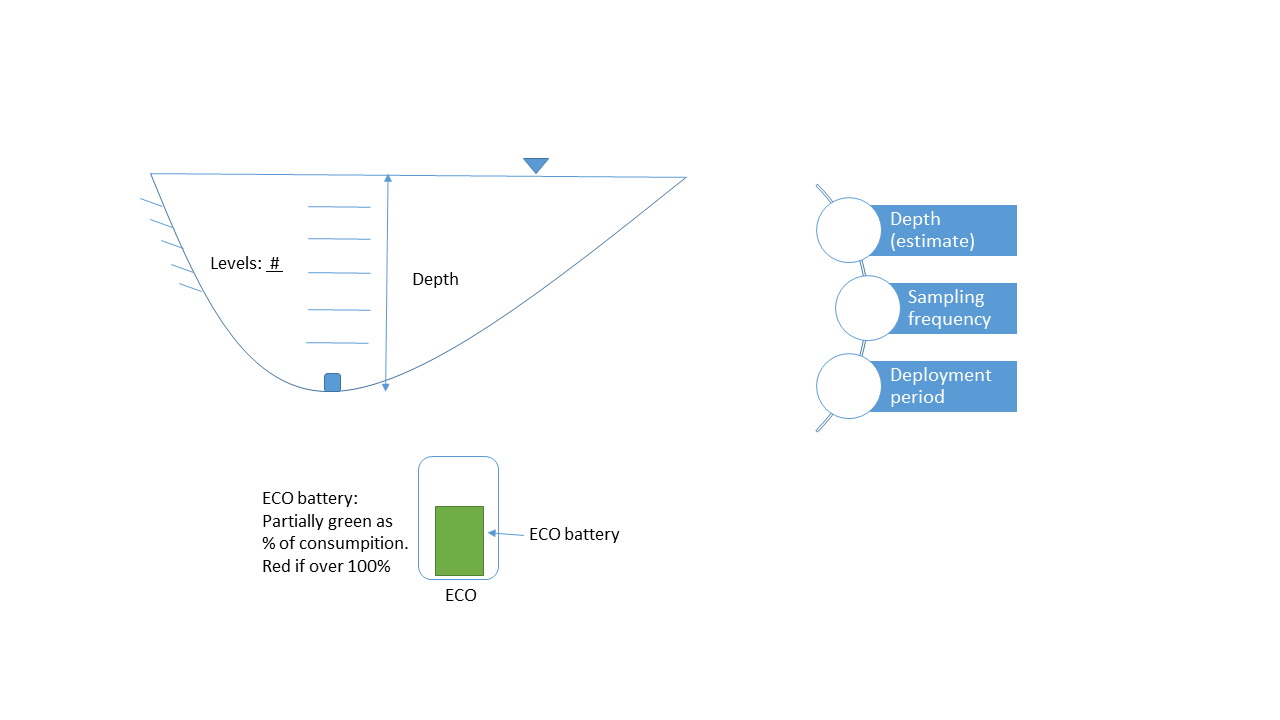 Levels: #
Depth
Depth
(estimate)
Sampling
frequency
Deployment
period
ECO battery:
Partially green as
% of consumpition.
Red if over 100%
ECO battery
ECO